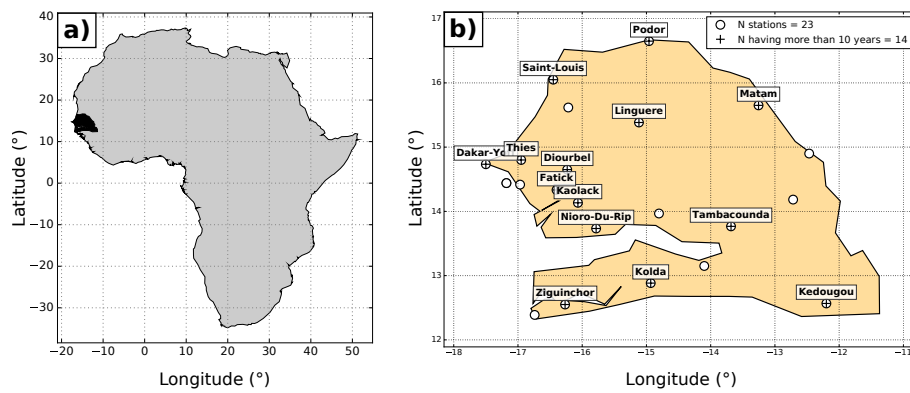 a)
40
30
20
10
0
−10
−20
−30
−20 −10 0 10 20 30 40 50
Latitude (°)
Longitude (°)
b)
N stations = 23
N having more than 10 years = 14
17
16
15
14
13
12
−18 −17 −16 −15 −14 −13 −12 −11
Latitude (°)
Longitude (°)
Podor
Saint-Louis
Matam
Linguere
Thies
Diourbel
Fatick
Kaolack
Nioro-Du-Rip
Tambacounda
Kolda
Ziguinchor
Kedougou